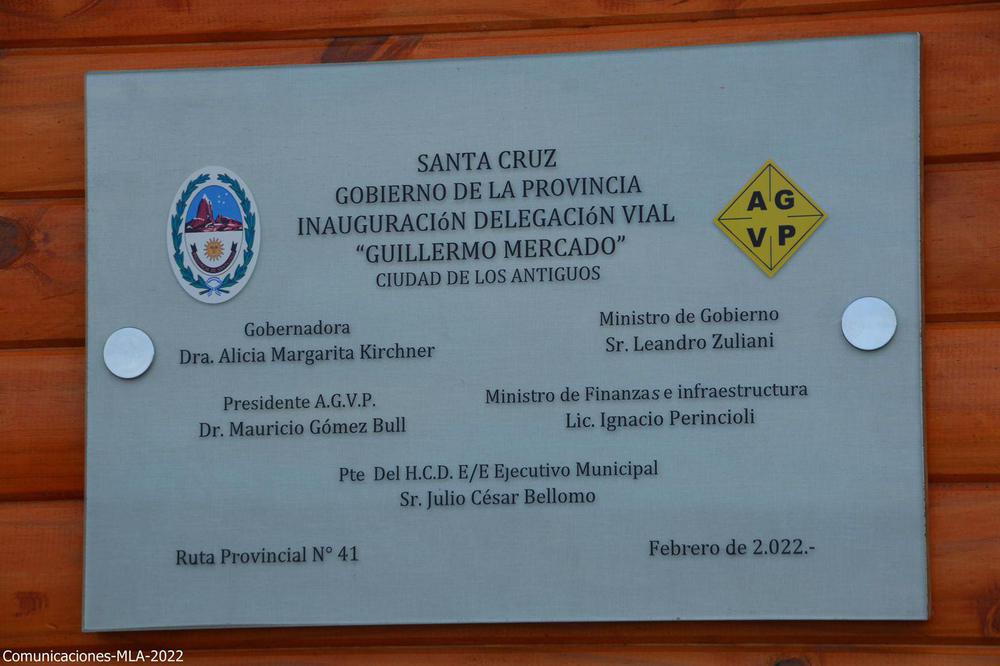 SANTA CRUZ
GOBIERNO DE LA PROVINCIA
INAUGURACIóN DELEGACIóN VIAL
“GUILLERMO MERCADO”
CIUDAD DE LOS ANTIGUOS
A G
V P
Gobernadora
Dra. Alicia Margarita Kirchner
Ministro de Gobierno
Sr. Leandro Zuliani
Presidente A.G.V.P.
Dr. Mauricio Gómez Bull
Ministro de Finanzas e infraestructura
Lic. Ignacio Perincioli
Pte Del H.C.D. E/E Ejecutivo Municipal
Sr. Julio César Bellomo
Ruta Provincial N° 41
Febrero de 2.022.-
Comunicaciones-MLA-2022